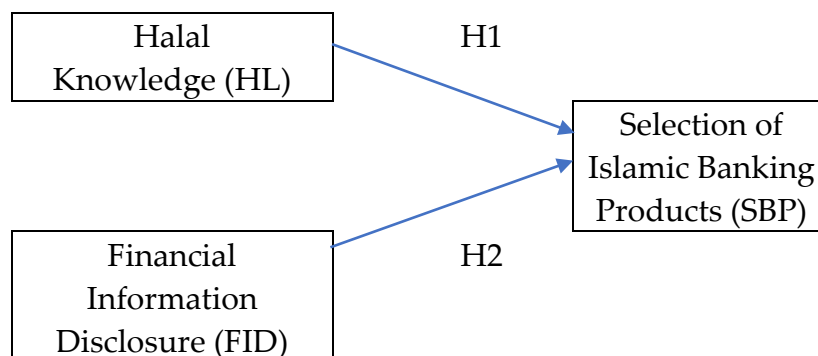 Halal
Knowledge (HL)
H1
Selection of
Islamic Banking
Products (SBP)
Financial
Information
Disclosure (FID)
H2